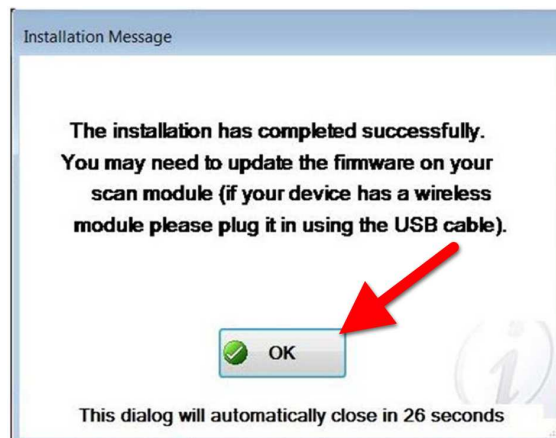 Installation Message
The installation has completed successfully.
You may need to update the firmware on your
scan module (if your device has a wireless
module please plug it in using the USB cable).
OK
This dialog will automatically close in 26 seconds